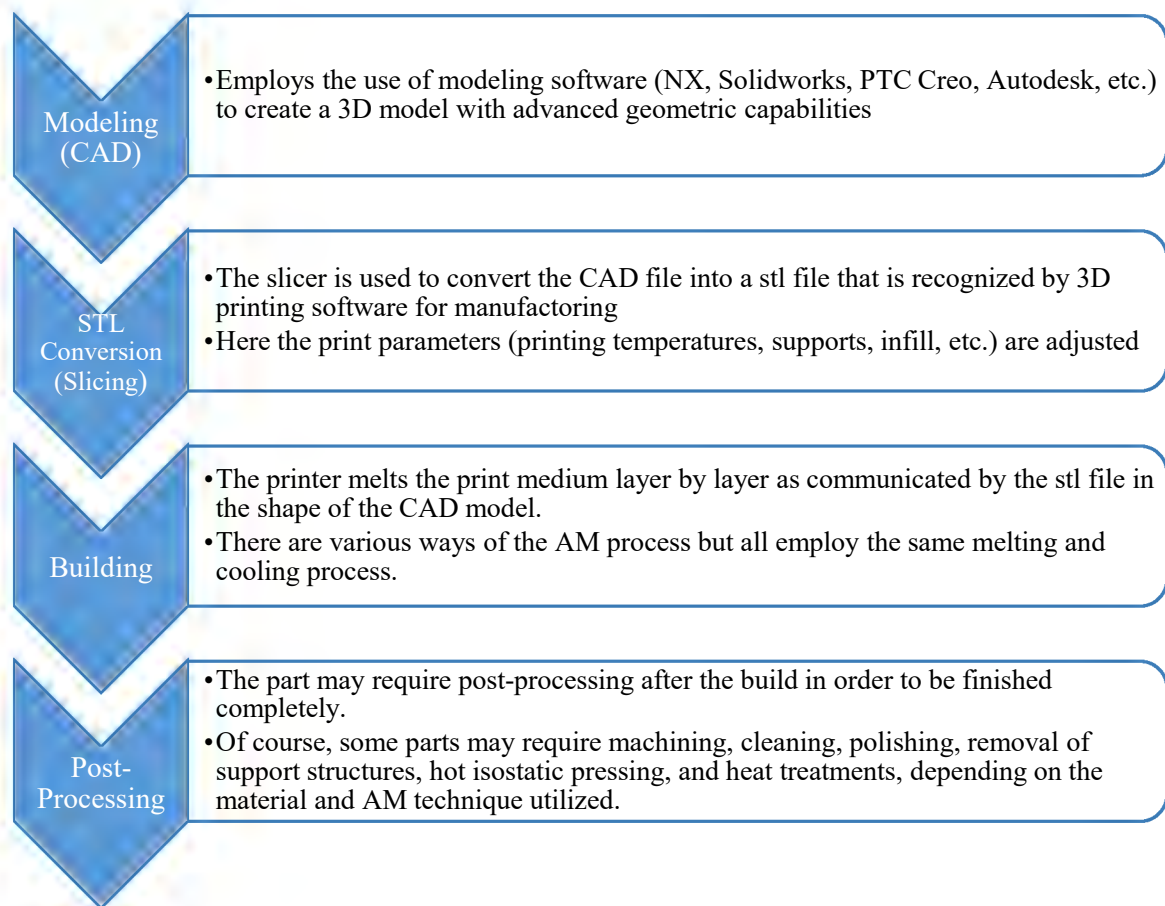 Modeling
(CAD)
•Employs the use of modeling software (NX, Solidworks, PTC Creo, Autodesk, etc.)
to create a 3D model with advanced geometric capabilities
STL
Conversion
(Slicing)
•The slicer is used to convert the CAD file into a stl file that is recognized by 3D
printing software for manufactoring
•Here the print parameters (printing temperatures, supports, infill, etc.) are adjusted
Building
•The printer melts the print medium layer by layer as communicated by the stl file in
the shape of the CAD model.
•There are various ways of the AM process but all employ the same melting and
cooling process.
Post-
Processing
•The part may require post-processing after the build in order to be finished
completely.
•Of course, some parts may require machining, cleaning, polishing, removal of
support structures, hot isostatic pressing, and heat treatments, depending on the
material and AM technique utilized.